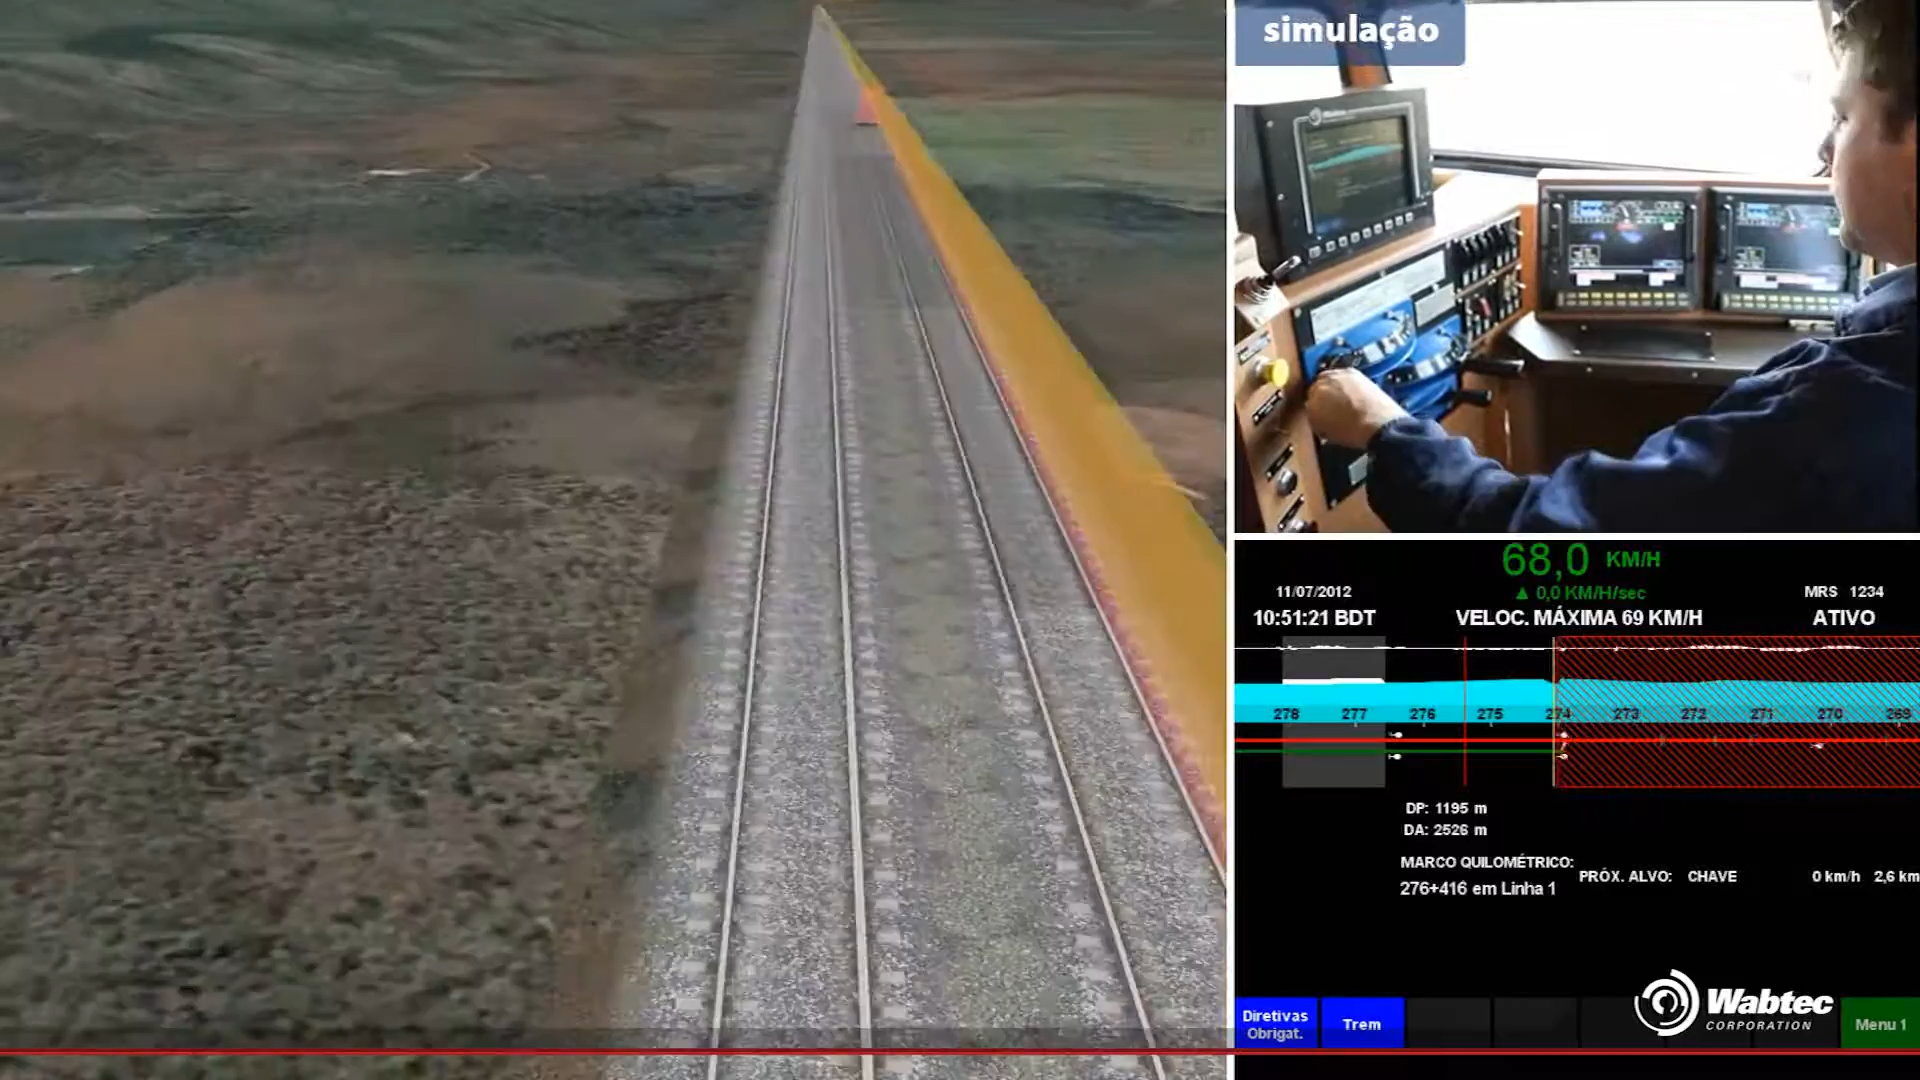 simulação
68,0 KM/H
▲ 0,0 KM/H/sec
11/07/2012
MRS 1234
10:51:21 BDT
VELOC. MÁXIMA 69 KM/H
ATIVO
278 277 276 275 274 273 272 271 270 269
DP: 1195 m
DA: 2526 m
MARCO QUILOMÉTRICO:
276+416 em Linha 1
PRÓX. ALVO: CHAVE 0 km/h 2,6 km
Diretivas
Obrigat.
Trem
Wabtec
CORPORATION
Menu 1